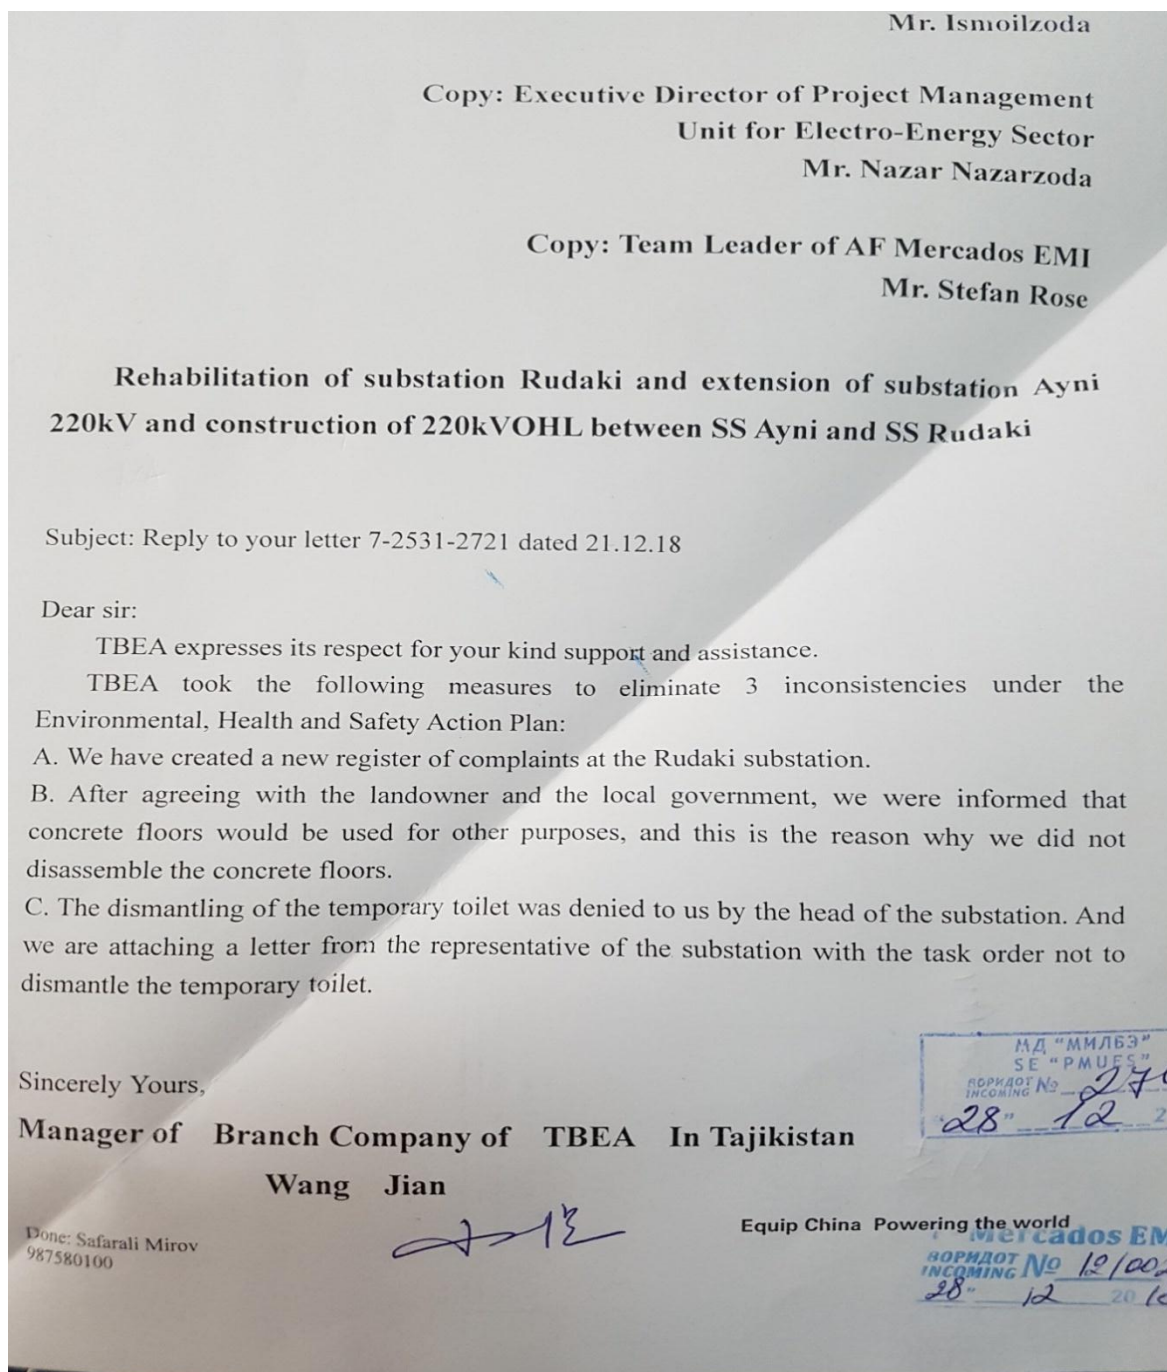 Mr. Ismoilzoda
Copy: Executive Director of Project Management
Unit for Electro-Energy Sector
Mr. Nazar Nazarzoda
Copy: Team Leader of AF Mercados EMI
Mr. Stefan Rose
Rehabilitation of substation Rudaki and extension of substation Ayni
220kV and construction of 220kVOHL between SS Ayni and SS Rudaki
Subject: Reply to your letter 7-2531-2721 dated 21.12.18
Dear sir:
TBEA expresses its respect for your kind support and assistance.
TBEA took the following measures to eliminate 3 inconsistencies under the
Environmental, Health and Safety Action Plan:
A. We have created a new register of complaints at the Rudaki substation.
B. After agreeing with the landowner and the local government, we were informed that
concrete floors would be used for other purposes, and this is the reason why we did not
disassemble the concrete floors.
C. The dismantling of the temporary toilet was denied to us by the head of the substation. And
we are attaching a letter from the representative of the substation with the task order not to
dismantle the temporary toilet.
МД "ММЛБЭ"
SE "PMUES"
ВОРИДОТ
INCOMING № 27
"28" 12 2
Sincerely Yours,
Manager of Branch Company of TBEA In Tajikistan
Wang Jian
Done: Safarali Mirov
987580100
Equip China Powering the world
Mercados EM
ВОРИДОТ
INCOMING № 12/002
28" 12 20